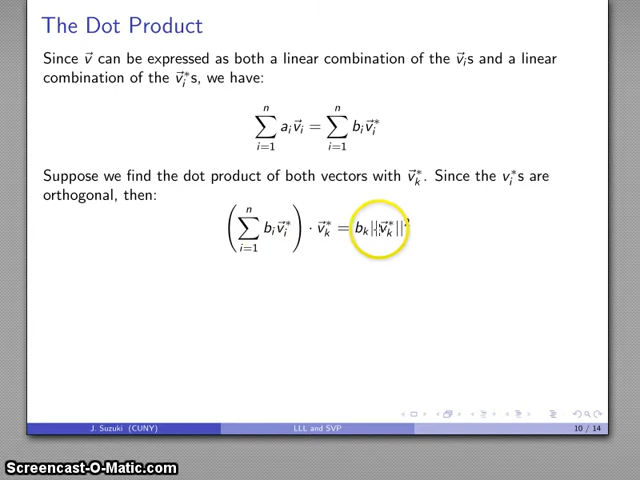 The Dot Product
Since v⃗ can be expressed as both a linear combination of the v⃗ᵢs and a linear
combination of the v⃗ᵢ*s, we have:
∑ᵢ₌₁ⁿ aᵢv⃗ᵢ = ∑ᵢ₌₁ⁿ bᵢv⃗ᵢ*
Suppose we find the dot product of both vectors with v⃗ₖ*. Since the vᵢ*s are
orthogonal, then:
(∑ᵢ₌₁ⁿ bᵢv⃗ᵢ*) · v⃗ₖ* = bₖ||v⃗ₖ*||²
J. Suzuki (CUNY) LLL and SVP 10 / 14
Screencast-O-Matic.com